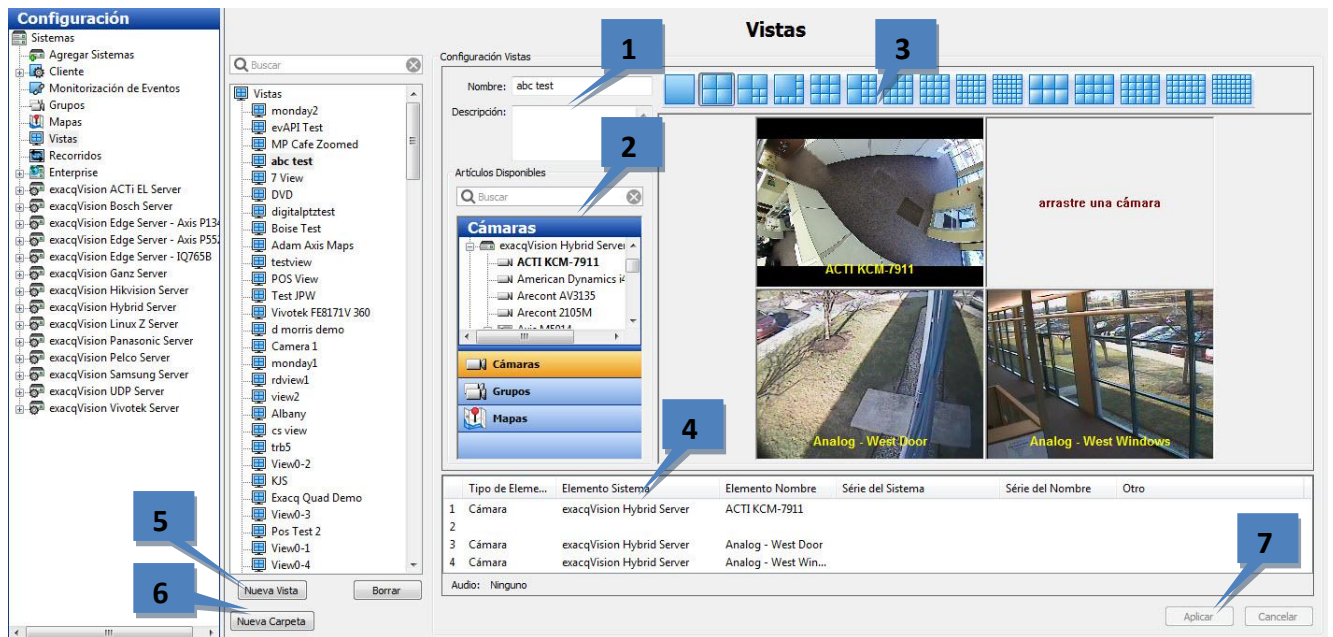 Configuración
Sistemas
Agregar Sistemas
Cliente
Monitorización de Eventos
Grupos
Mapas
Vistas
Recorridos
Enterprise
exacqVision ACTi EL Server
exacqVision Bosch Server
exacqVision Edge Server - Axis P134
exacqVision Edge Server - Axis P552
exacqVision Edge Server - IQ765B
exacqVision Ganz Server
exacqVision Hikvision Server
exacqVision Hybrid Server
exacqVision Linux Z Server
exacqVision Panasonic Server
exacqVision Pelco Server
exacqVision Samsung Server
exacqVision UDP Server
exacqVision Vivotek Server
Buscar
Vistas
monday2
evAPI Test
MP Cafe Zoomed
abc test
7 View
DVD
digitalptztest
Boise Test
Adam Axis Maps
testview
POS View
Test JPW
Vivotek FE8171V 360
d morris demo
Camera 1
monday1
rdview1
view2
Albany
cs view
trb5
View0-2
KJS
Exacq Quad Demo
View0-3
Pos Test 2
View0-1
View0-4
5
Nueva Vista
Borrar
6
Nueva Carpeta
Vistas
Configuración Vistas
1
3
Nombre: abc test
Descripción:
2
Artículos Disponibles
Buscar
Cámaras
exacqVision Hybrid Server
ACTI KCM-7911
American Dynamics i4
Arecont AV3135
Arecont 2105M
Axis M5014
Cámaras
Grupos
Mapas
ACTI KCM-7911
arrastre una cámara
Analog - West Door
Analog - West Windows
4
Tipo de Eleme... Elemento Sistema Elemento Nombre Série del Sistema Série del Nombre Otro
1 Cámara exacqVision Hybrid Server ACTI KCM-7911
2
3 Cámara exacqVision Hybrid Server Analog - West Door
4 Cámara exacqVision Hybrid Server Analog - West Win...
Audio: Ninguno
7
Aplicar
Cancelar